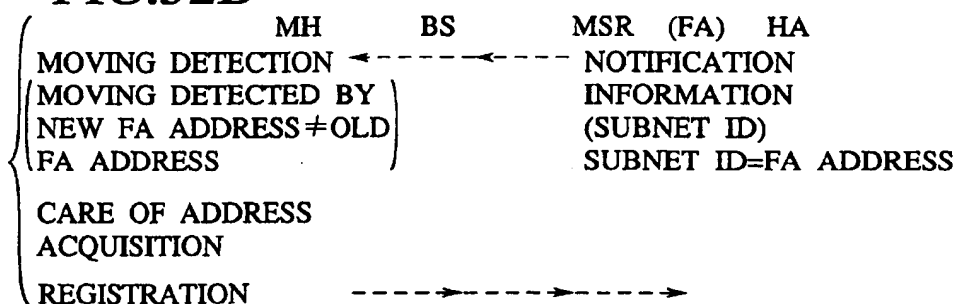 FIG.32B
MH BS MSR (FA) HA
MOVING DETECTION NOTIFICATION
(MOVING DETECTED BY INFORMATION
NEW FA ADDRESS≠OLD (SUBNET ID)
FA ADDRESS) SUBNET ID=FA ADDRESS
CARE OF ADDRESS
ACQUISITION
REGISTRATION